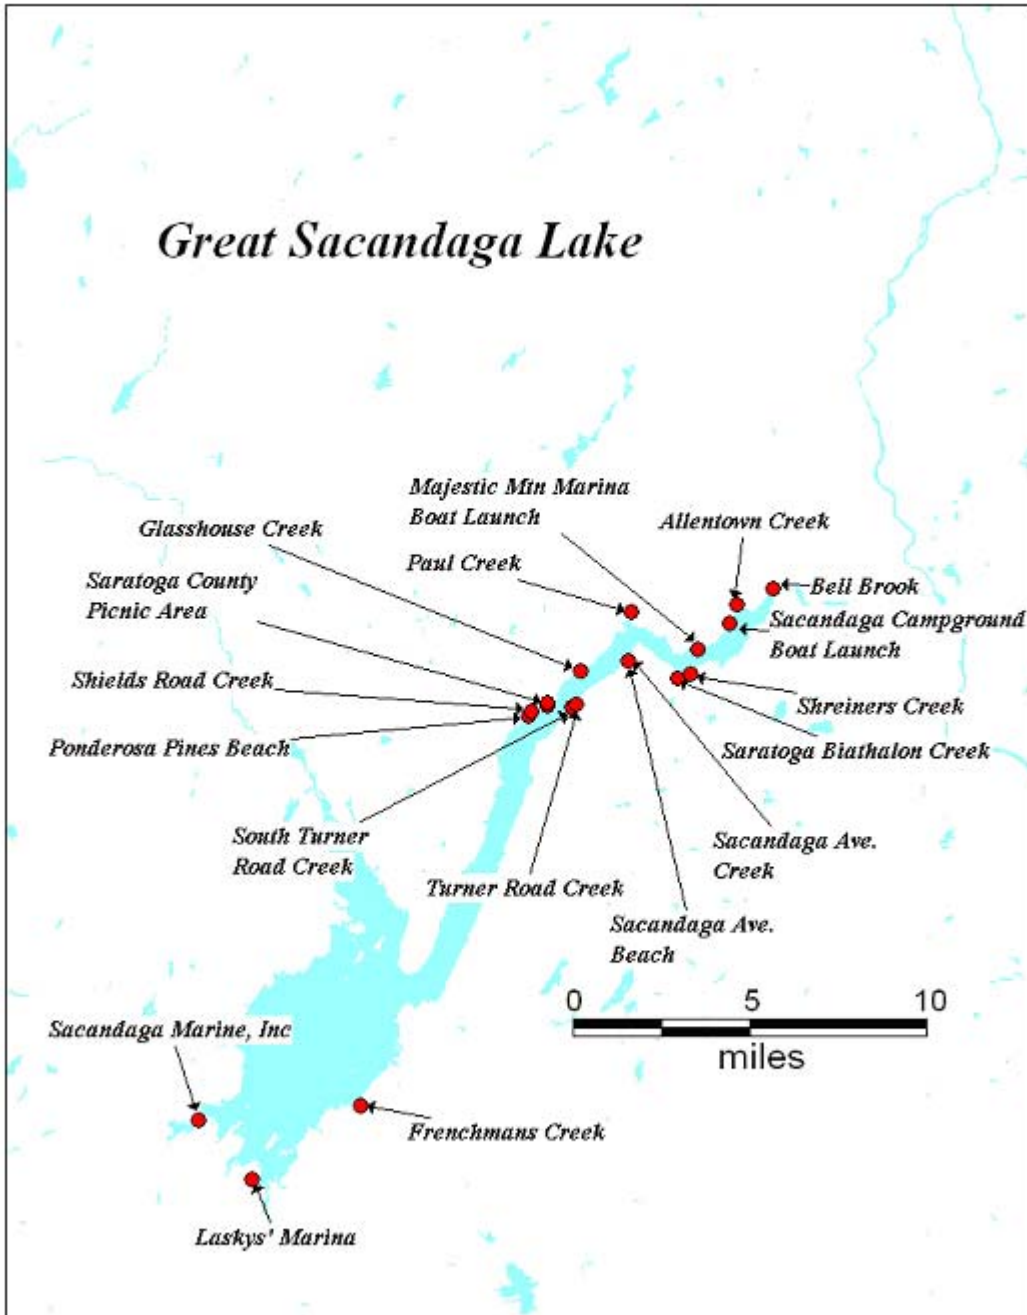 Great Sacandaga Lake
Majestic Mtn Marina
Boat Launch
Glasshouse Creek
Allentown Creek
Paul Creek
Saratoga County
Picnic Area
Bell Brook
Sacandaga Campground
Boat Launch
Shields Road Creek
Shreiners Creek
Ponderosa Pines Beach
Saratoga Biathalon Creek
South Turner
Road Creek
Sacandaga Ave.
Creek
Turner Road Creek
Sacandaga Ave.
Beach
0 5 10
miles
Sacandaga Marine, Inc
Frenchmans Creek
Laskys' Marina